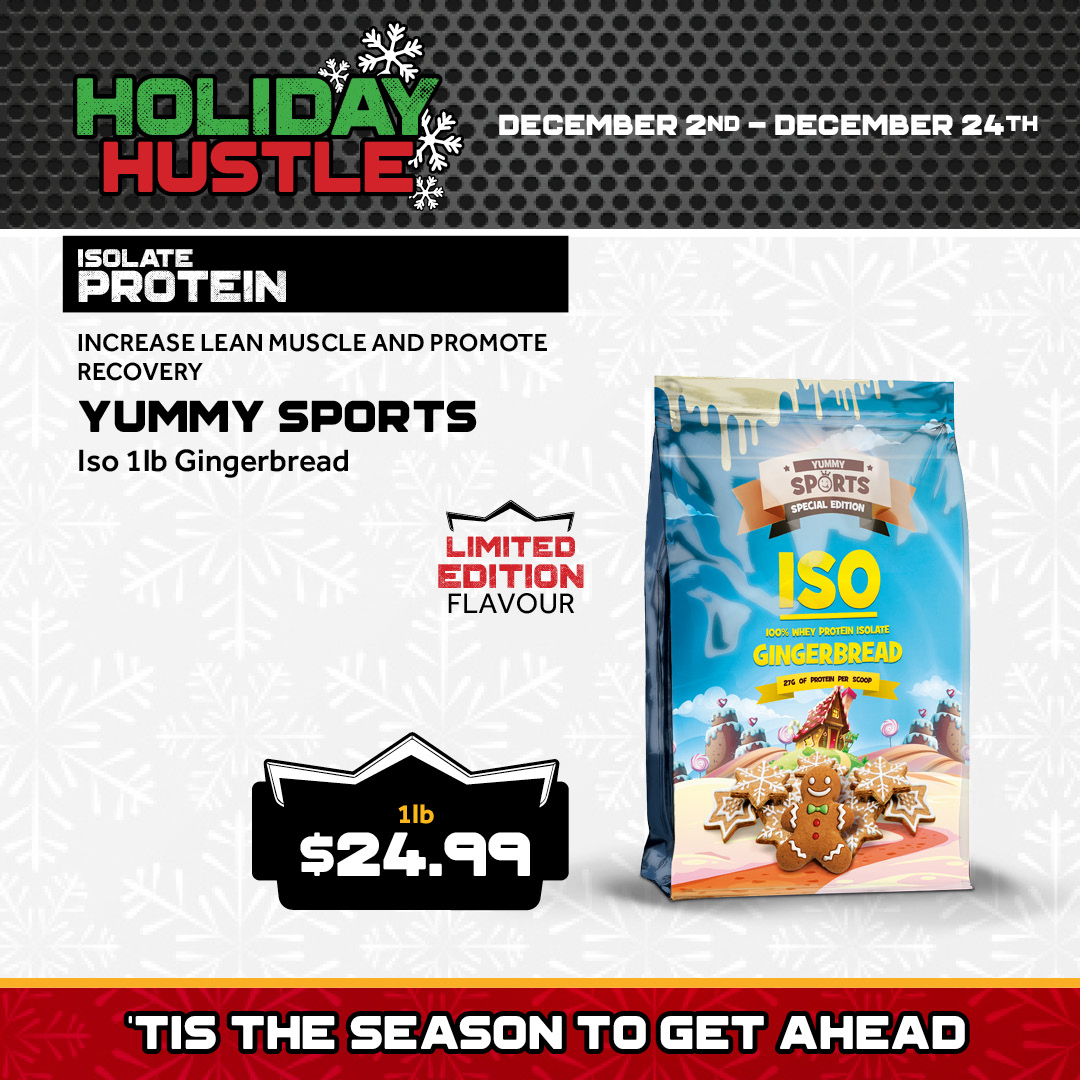 HOLIDAY
HUSTLE
DECEMBER 2ND – DECEMBER 24TH
ISOLATE
PROTEIN
INCREASE LEAN MUSCLE AND PROMOTE
RECOVERY
YUMMY SPORTS
Iso 1lb Gingerbread
LIMITED
EDITION
FLAVOUR
YUMMY
SPORTS
SPECIAL EDITION
ISO
100% WHEY PROTEIN ISOLATE
GINGERBREAD
27G OF PROTEIN PER SCOOP
1lb
$24.99
'TIS THE SEASON TO GET AHEAD